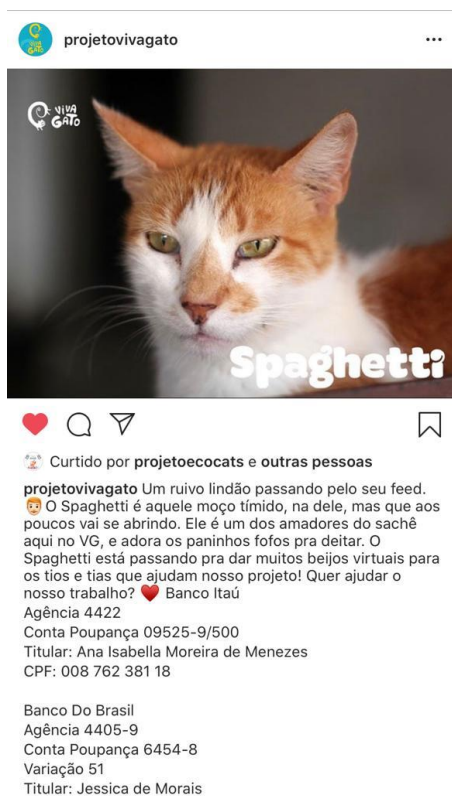 VIVA
GATO
projetovivagato
VIVA
GATO
Spaghetti
Curtido por projetoecocats e outras pessoas
projetovivagato Um ruivo lindão passando pelo seu feed.
👨🏻‍🦰O Spaghetti é aquele moço tímido, na dele, mas que aos
poucos vai se abrindo. Ele é um dos amadores do sachê
aqui no VG, e adora os paninhos fofos pra deitar. O
Spaghetti está passando pra dar muitos beijos virtuais para
os tios e tias que ajudam nosso projeto! Quer ajudar o
nosso trabalho? ♥️ Banco Itaú
Agência 4422
Conta Poupança 09525-9/500
Titular: Ana Isabella Moreira de Menezes
CPF: 008 762 381 18
Banco Do Brasil
Agência 4405-9
Conta Poupança 6454-8
Variação 51
Titular: Jessica de Morais